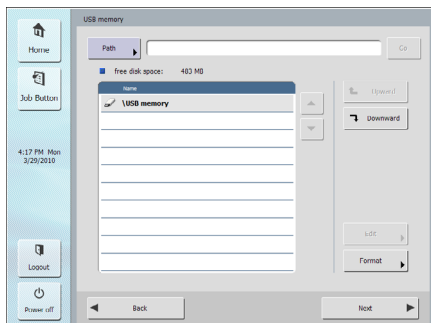 USB memory
Home
Path
Go
free disk space: 403 MB
Job Button
Name
\USB memory
Upward
Downward
4:17 PM Mon
3/29/2010
Edit
Logout
Format
Power off
Back
Next